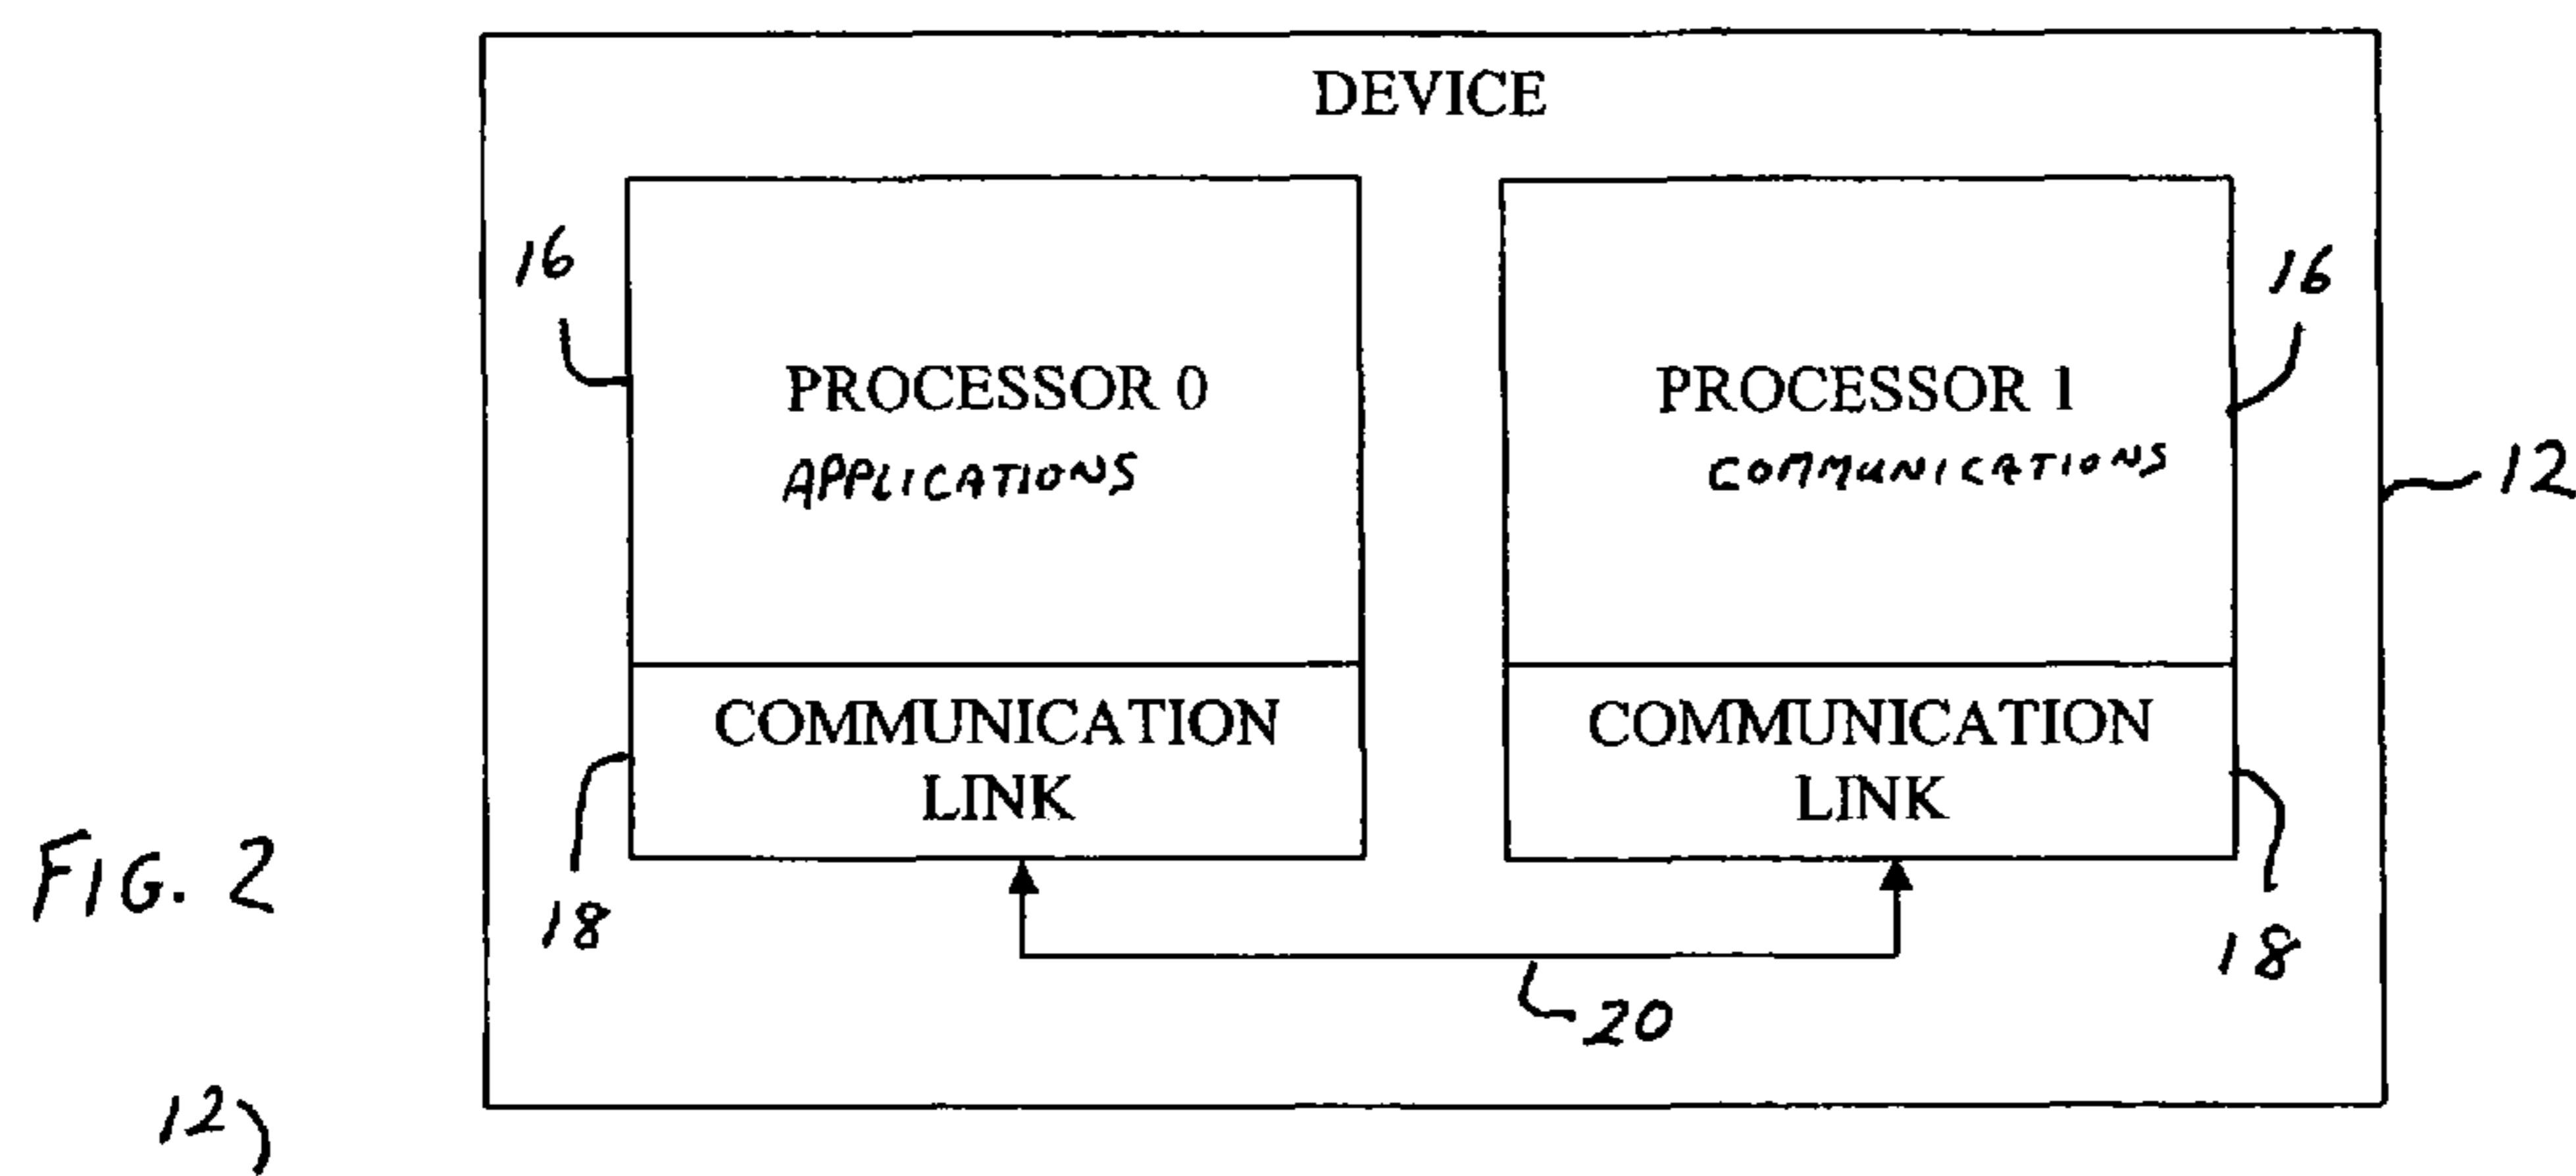 DEVICE
16
16
PROCESSOR 0
APPLICATIONS
PROCESSOR 1
COMMUNICATIONS
12
COMMUNICATION
LINK
COMMUNICATION
LINK
18
18
20
FIG. 2
12